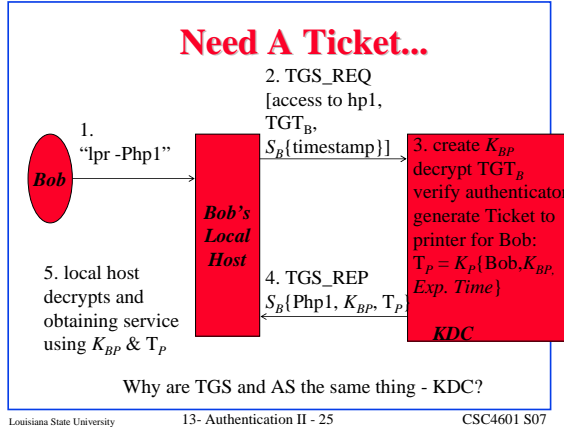 Need A Ticket...
2. TGS_REQ
[access to hp1,
TGT_B,
S_B{timestamp}]
1.
"lpr -Php1"
Bob
Bob's
Local
Host
3. create K_BP
decrypt TGT_B
verify authenticator
generate Ticket to
printer for Bob:
T_P = K_P{Bob,K_BP,
Exp. Time}
KDC
4. TGS_REP
S_B{Php1, K_BP, T_P}
5. local host
decrypts and
obtaining service
using K_BP & T_P
Why are TGS and AS the same thing - KDC?
Louisiana State University
13- Authentication II - 25
CSC4601 S07